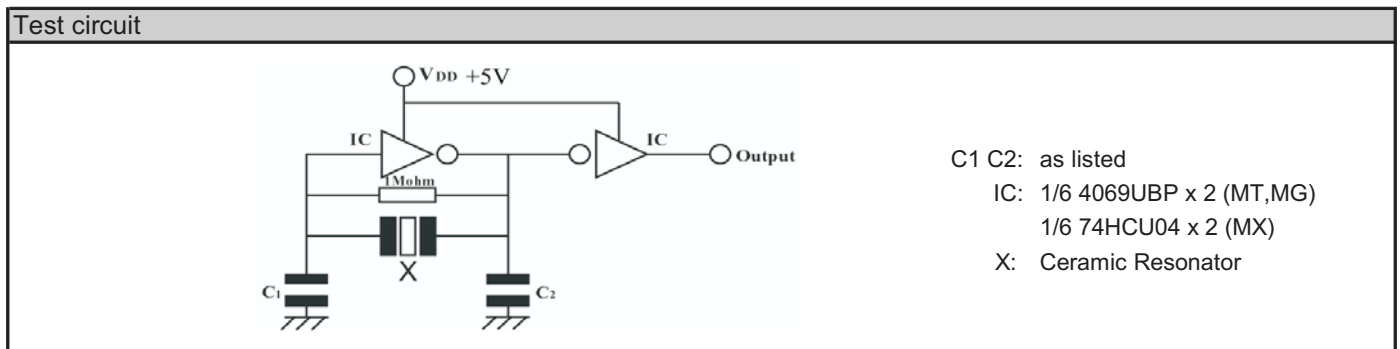 Test circuit
VDD +5V
IC
IC
Output
1Mohm
X
C1
C2
C1 C2: as listed
IC: 1/6 4069UBP x 2 (MT,MG)
1/6 74HCU04 x 2 (MX)
X: Ceramic Resonator